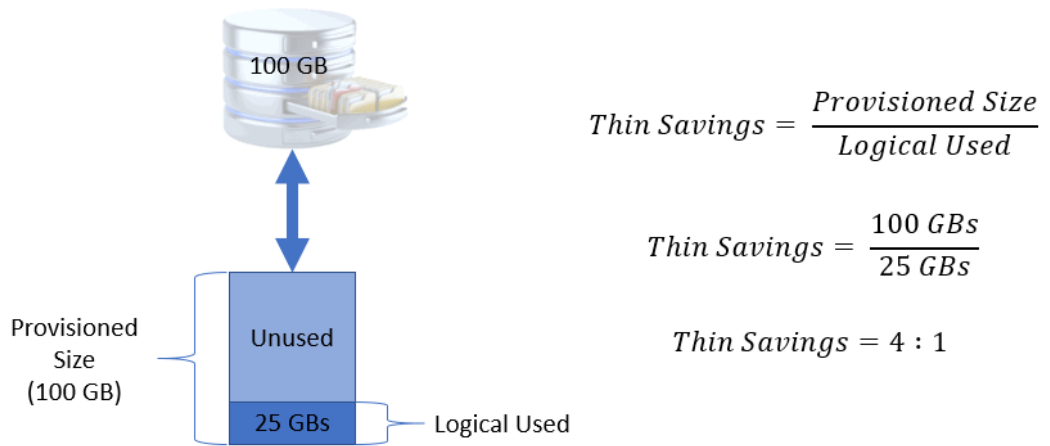 100 GB
Provisioned
Size
(100 GB)
Unused
25 GBs
Logical Used
Thin Savings = Provisioned Size / Logical Used
Thin Savings = 100 GBs / 25 GBs
Thin Savings = 4 : 1